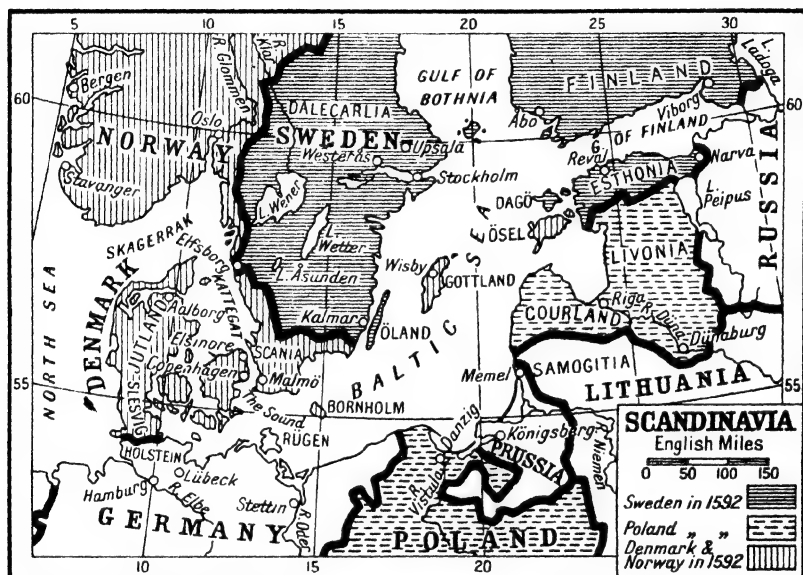 5 10 15 20 25 30
L. Ladoga
Bergen
R. Glommen
R. Klar
GULF OF BOTHNIA
FINLAND
60
60
Oslo
DALECARLIA
Åbo
Viborg
NORWAY
SWEDEN
Upsala
G. OF FINLAND
Westerås
Reval
Narva
Stavanger
Stockholm
ESTHONIA
RUSSIA
L. Wener
DAGÖ
L. Peipus
SKAGERRAK
L. Wetter
ÖSEL
LIVONIA
Elfsborg
L. Åsunden
Wisby
GOTTLAND
NORTH SEA
DENMARK
KATTEGAT
BALTIC SEA
Riga
R. Düna
Aalborg
Kalmar
COURLAND
Dünaburg
JUTLAND
Elsinore
ÖLAND
SCANIA
SAMOGITIA
Copenhagen
Malmö
Memel
LITHUANIA
55
55
SLESVIG
The Sound
BORNHOLM
HOLSTEIN
RÜGEN
Danzig
Königsberg
R. Niemen
Lübeck
PRUSSIA
Hamburg
R. Elbe
Stettin
R. Vistula
GERMANY
R. Oder
POLAND
SCANDINAVIA
English Miles
0 50 100 150
Sweden in 1592
Poland „ „
Denmark & Norway in 1592
10 15 20